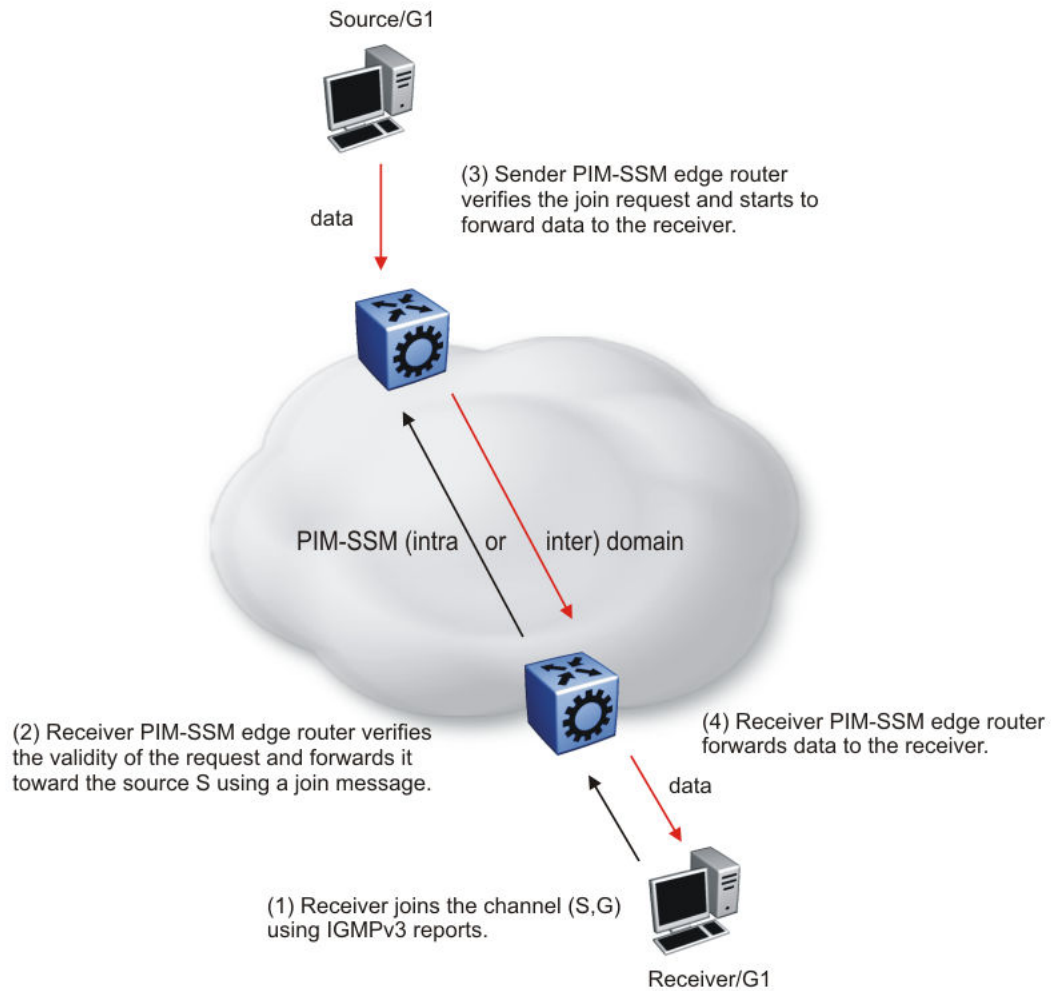 Source/G1
(3) Sender PIM-SSM edge router
verifies the join request and starts to
forward data to the receiver.
data
PIM-SSM (intra or inter) domain
(2) Receiver PIM-SSM edge router verifies
the validity of the request and forwards it
toward the source S using a join message.
(4) Receiver PIM-SSM edge router
forwards data to the receiver.
data
(1) Receiver joins the channel (S,G)
using IGMPv3 reports.
Receiver/G1